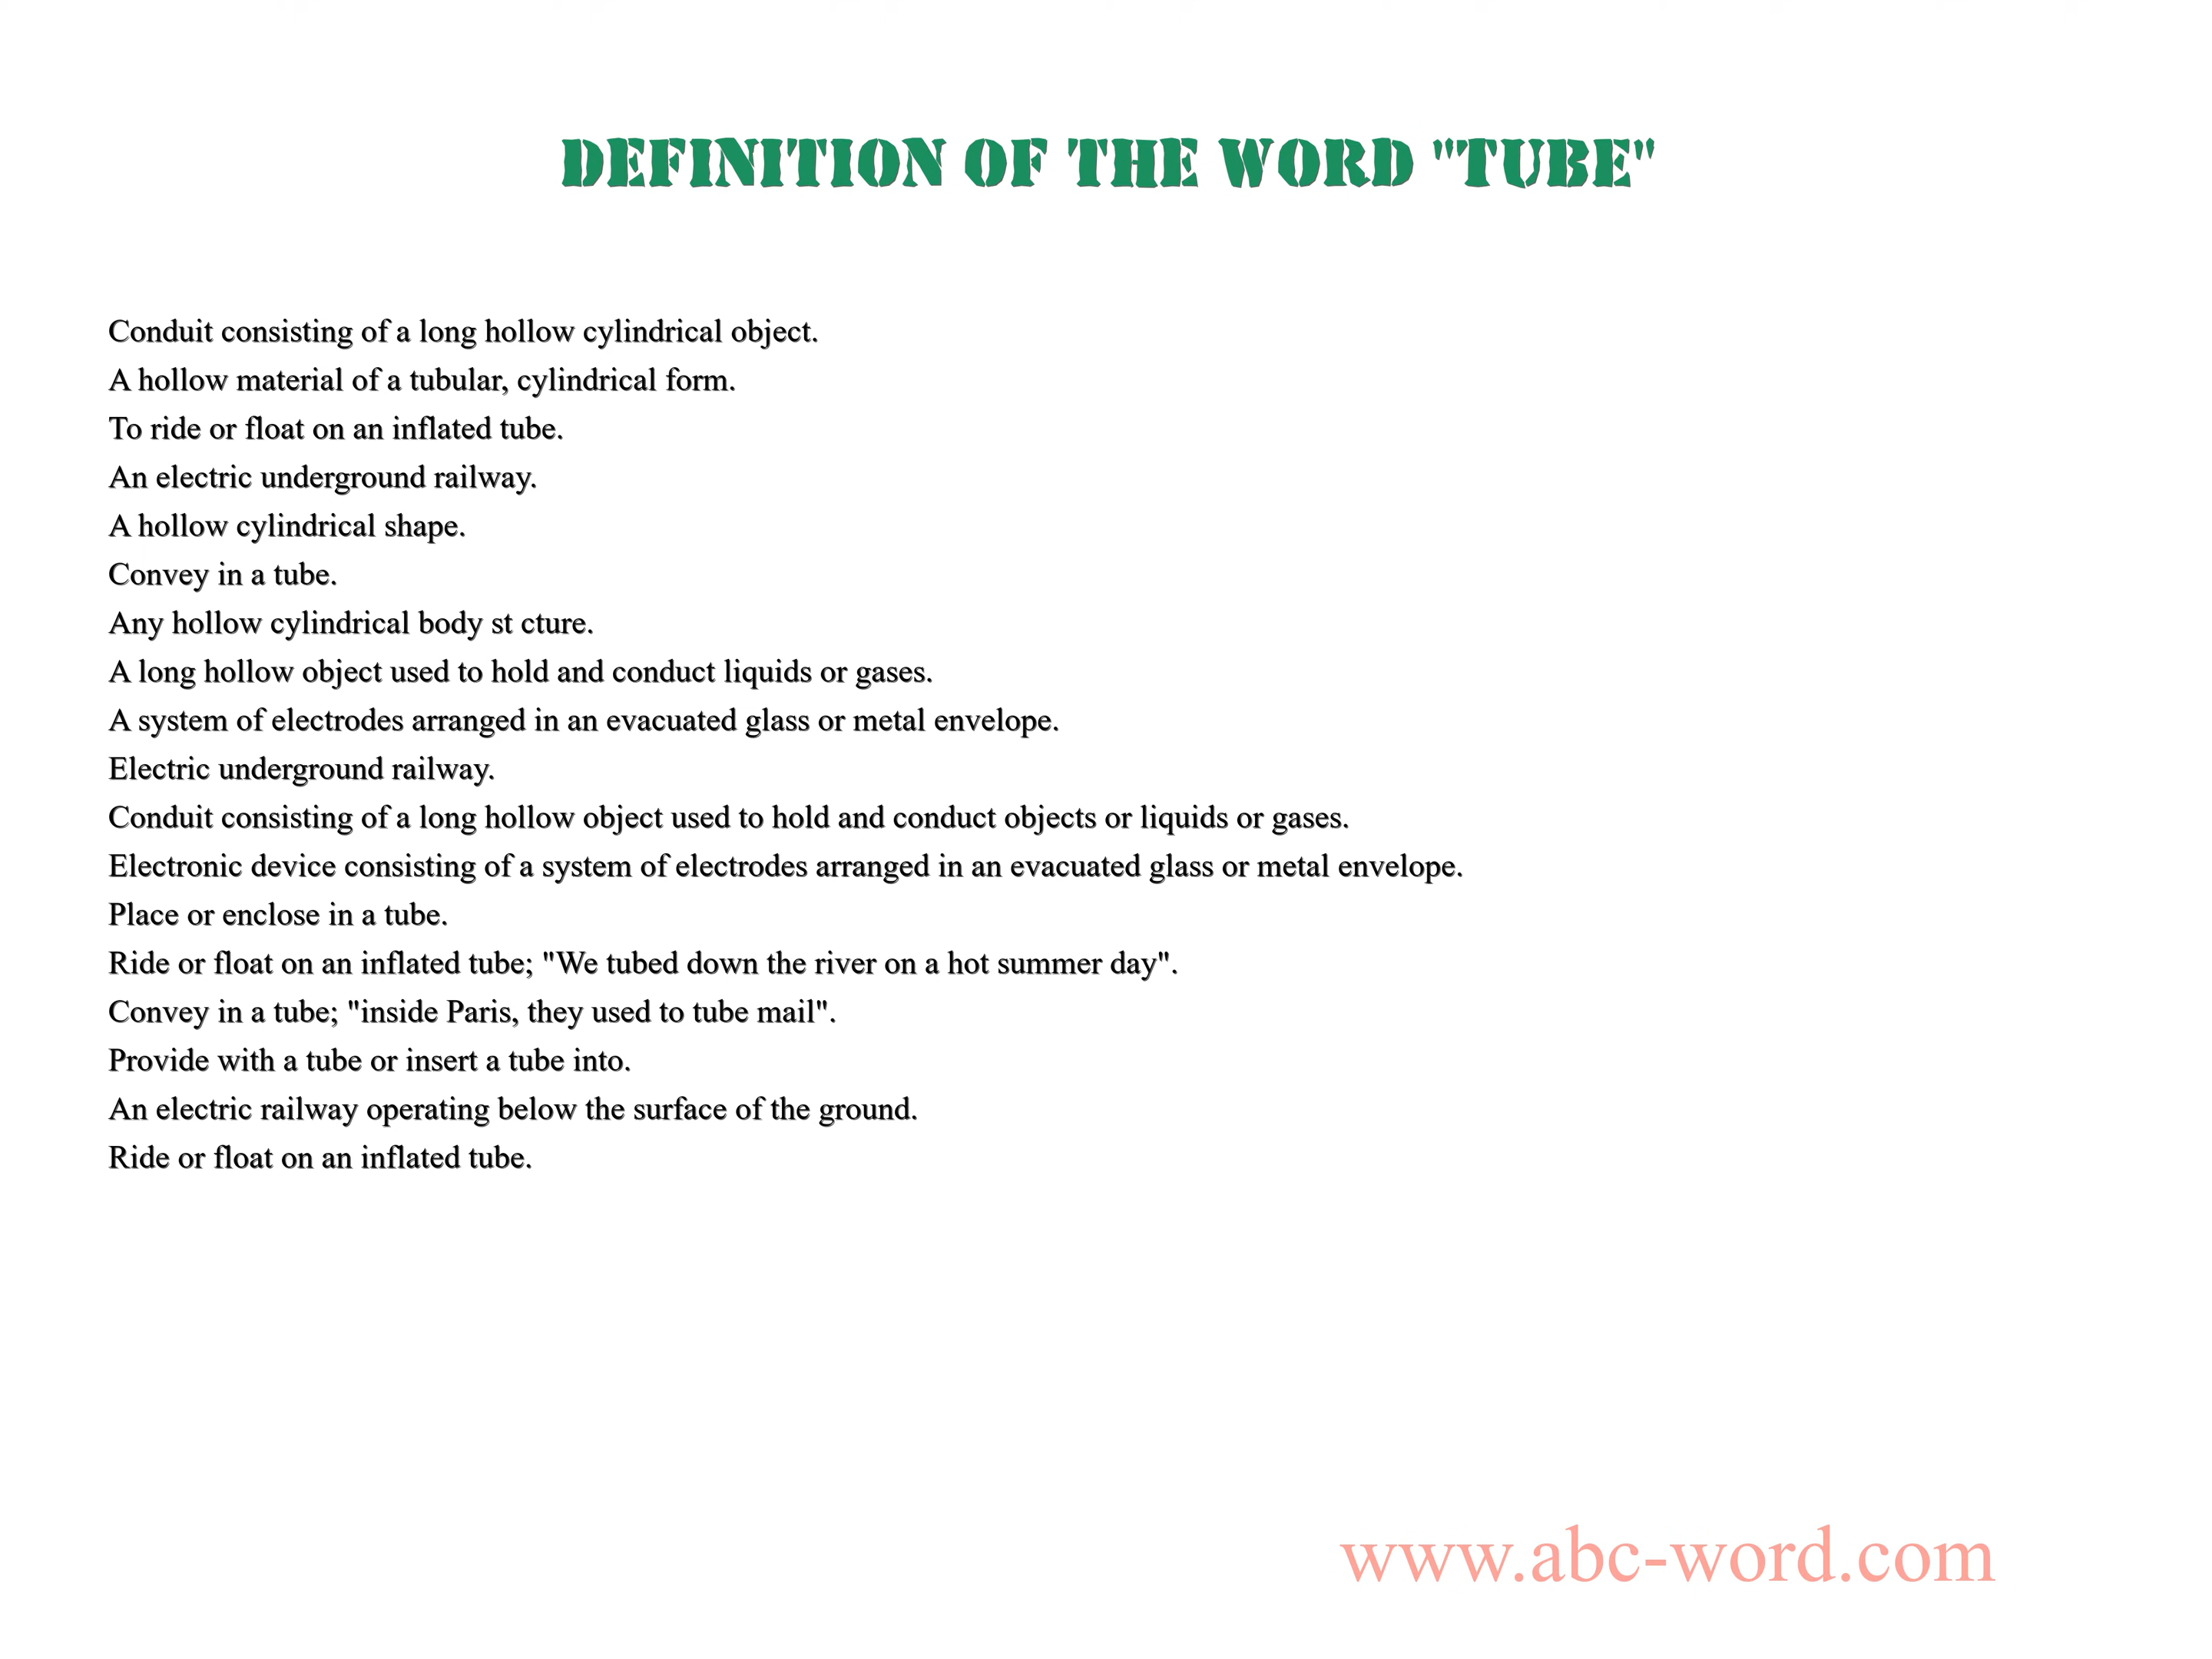 DEFINITION OF THE WORD "TUBE"
Conduit consisting of a long hollow cylindrical object.
A hollow material of a tubular, cylindrical form.
To ride or float on an inflated tube.
An electric underground railway.
A hollow cylindrical shape.
Convey in a tube.
Any hollow cylindrical body st cture.
A long hollow object used to hold and conduct liquids or gases.
A system of electrodes arranged in an evacuated glass or metal envelope.
Electric underground railway.
Conduit consisting of a long hollow object used to hold and conduct objects or liquids or gases.
Electronic device consisting of a system of electrodes arranged in an evacuated glass or metal envelope.
Place or enclose in a tube.
Ride or float on an inflated tube; "We tubed down the river on a hot summer day".
Convey in a tube; "inside Paris, they used to tube mail".
Provide with a tube or insert a tube into.
An electric railway operating below the surface of the ground.
Ride or float on an inflated tube.
www.abc-word.com